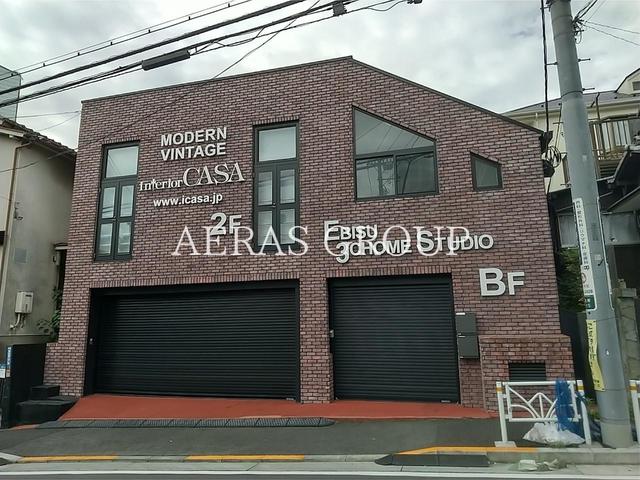 MODERN
VINTAGE
Interior CASA
www.icasa.jp
2F
AERAS GROUP
EBISU
3CHOME STUDIO
BF